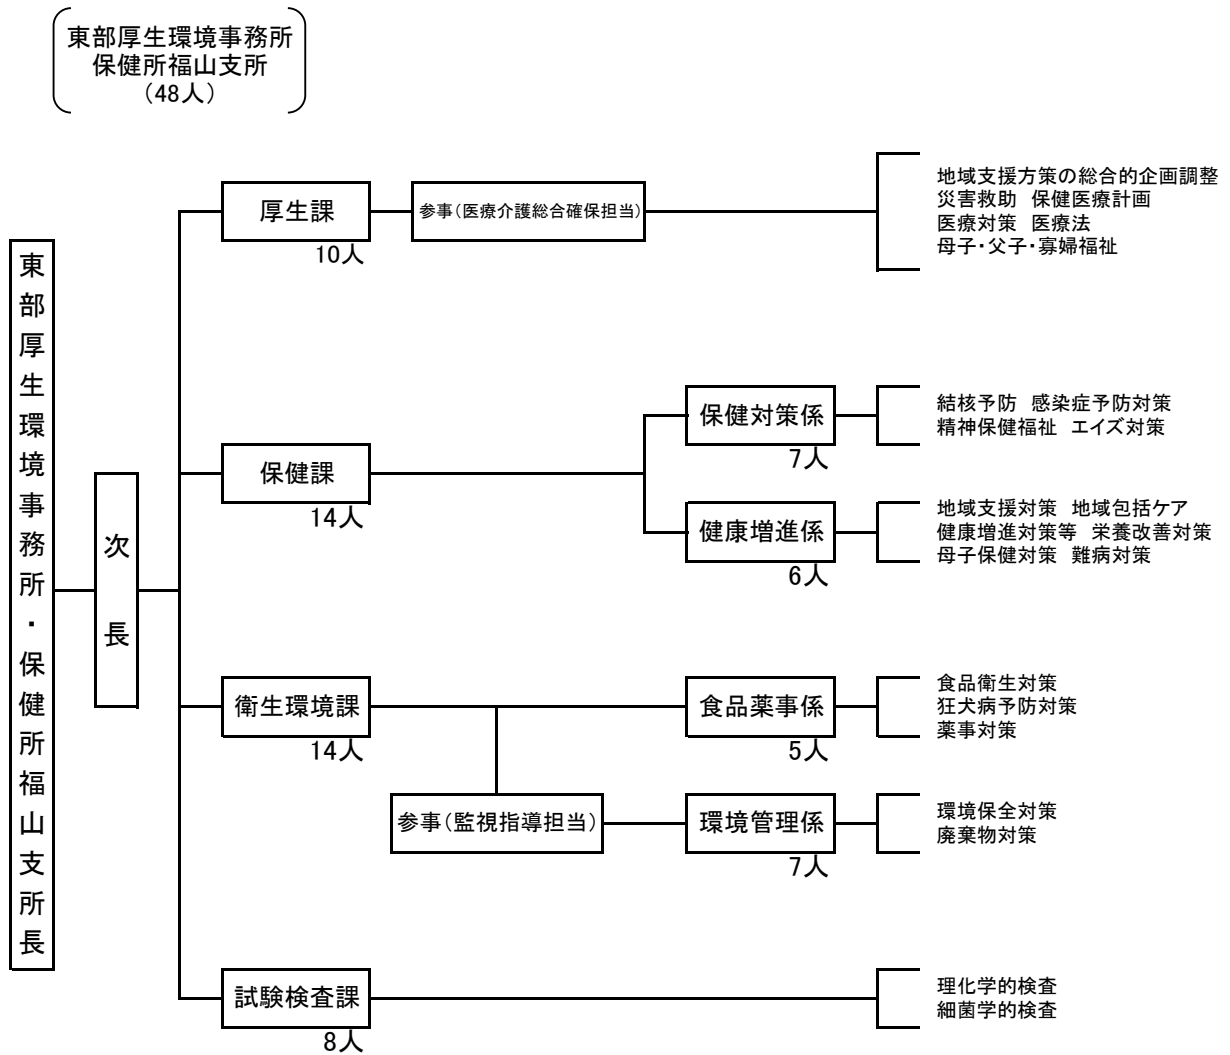 東部厚生環境事務所
保健所福山支所
(48人)
東部厚生環境事務所・保健所福山支所長
次長
厚生課
10人
参事(医療介護総合確保担当)
地域支援方策の総合的企画調整
災害救助 保健医療計画
医療対策 医療法
母子・父子・寡婦福祉
保健課
14人
保健対策係
7人
結核予防 感染症予防対策
精神保健福祉 エイズ対策
健康増進係
6人
地域支援対策 地域包括ケア
健康増進対策等 栄養改善対策
母子保健対策 難病対策
衛生環境課
14人
食品薬事係
5人
食品衛生対策
狂犬病予防対策
薬事対策
参事(監視指導担当)
環境管理係
7人
環境保全対策
廃棄物対策
試験検査課
8人
理化学的検査
細菌学的検査